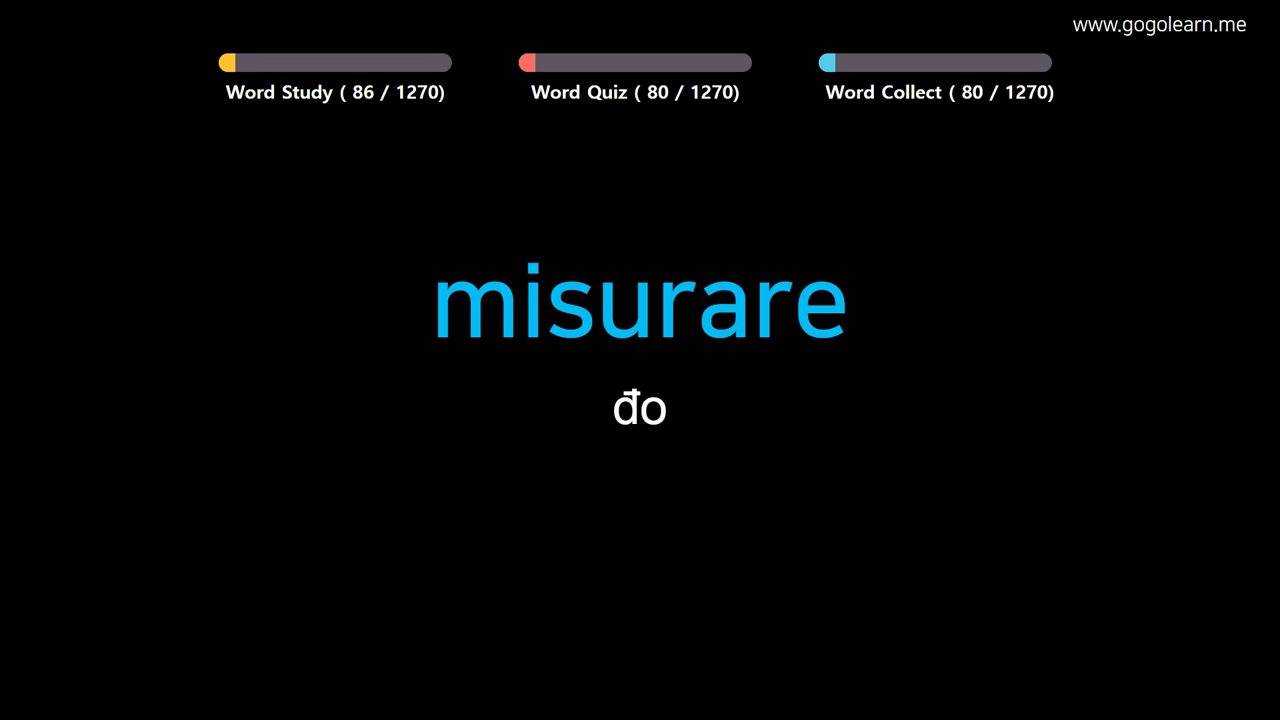 www.gogolearn.me
Word Study ( 86 / 1270)
Word Quiz ( 80 / 1270)
Word Collect ( 80 / 1270)
misurare
đo